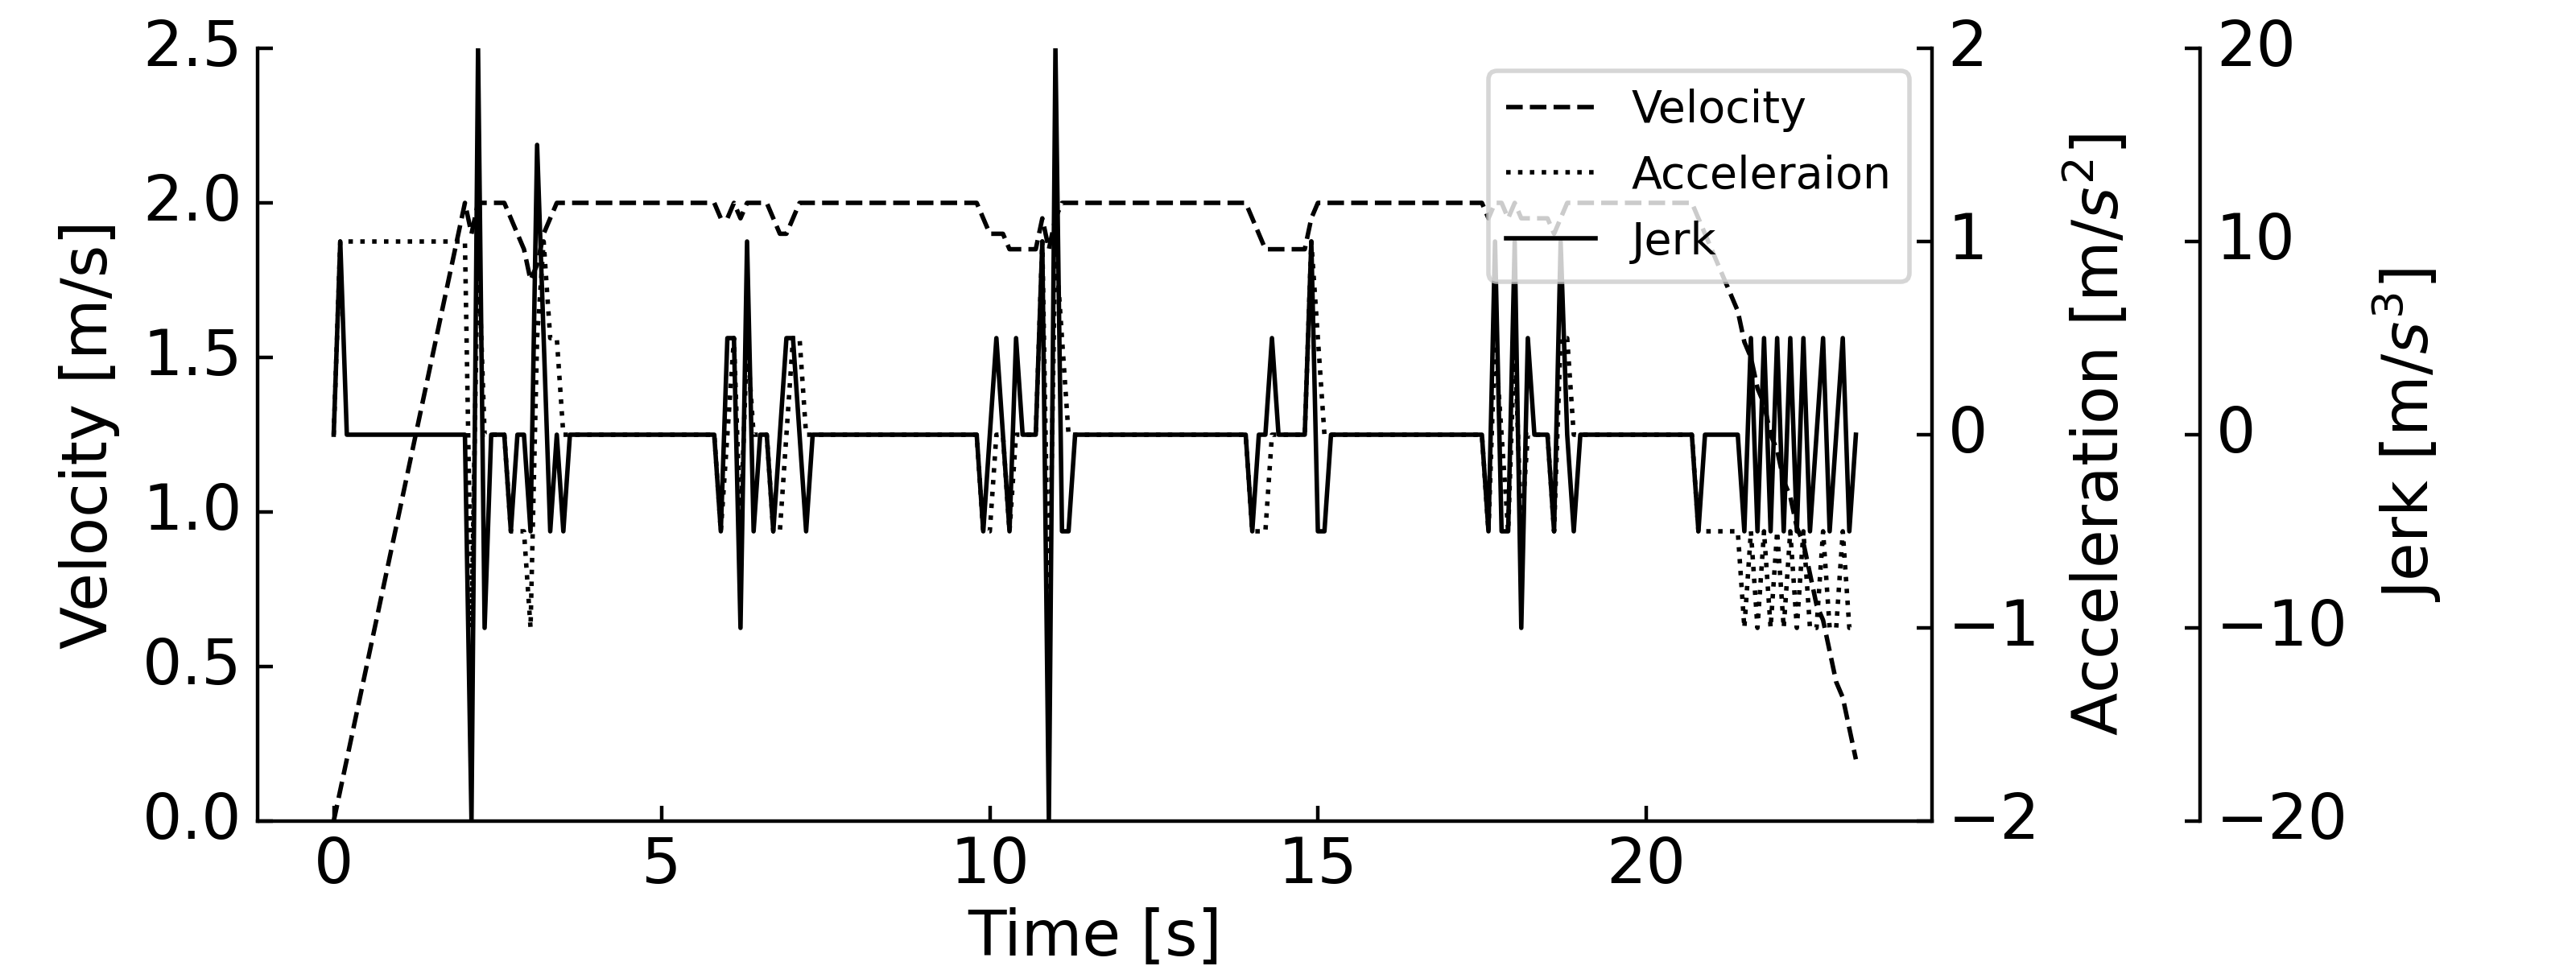 Velocity [m/s]
2.5
2.0
1.5
1.0
0.5
0.0
0 5 10 15 20
Time [s]
Velocity
Acceleraion
Jerk
2
1
0
−1
−2
Acceleration [m/s²]
20
10
0
−10
−20
Jerk [m/s³]